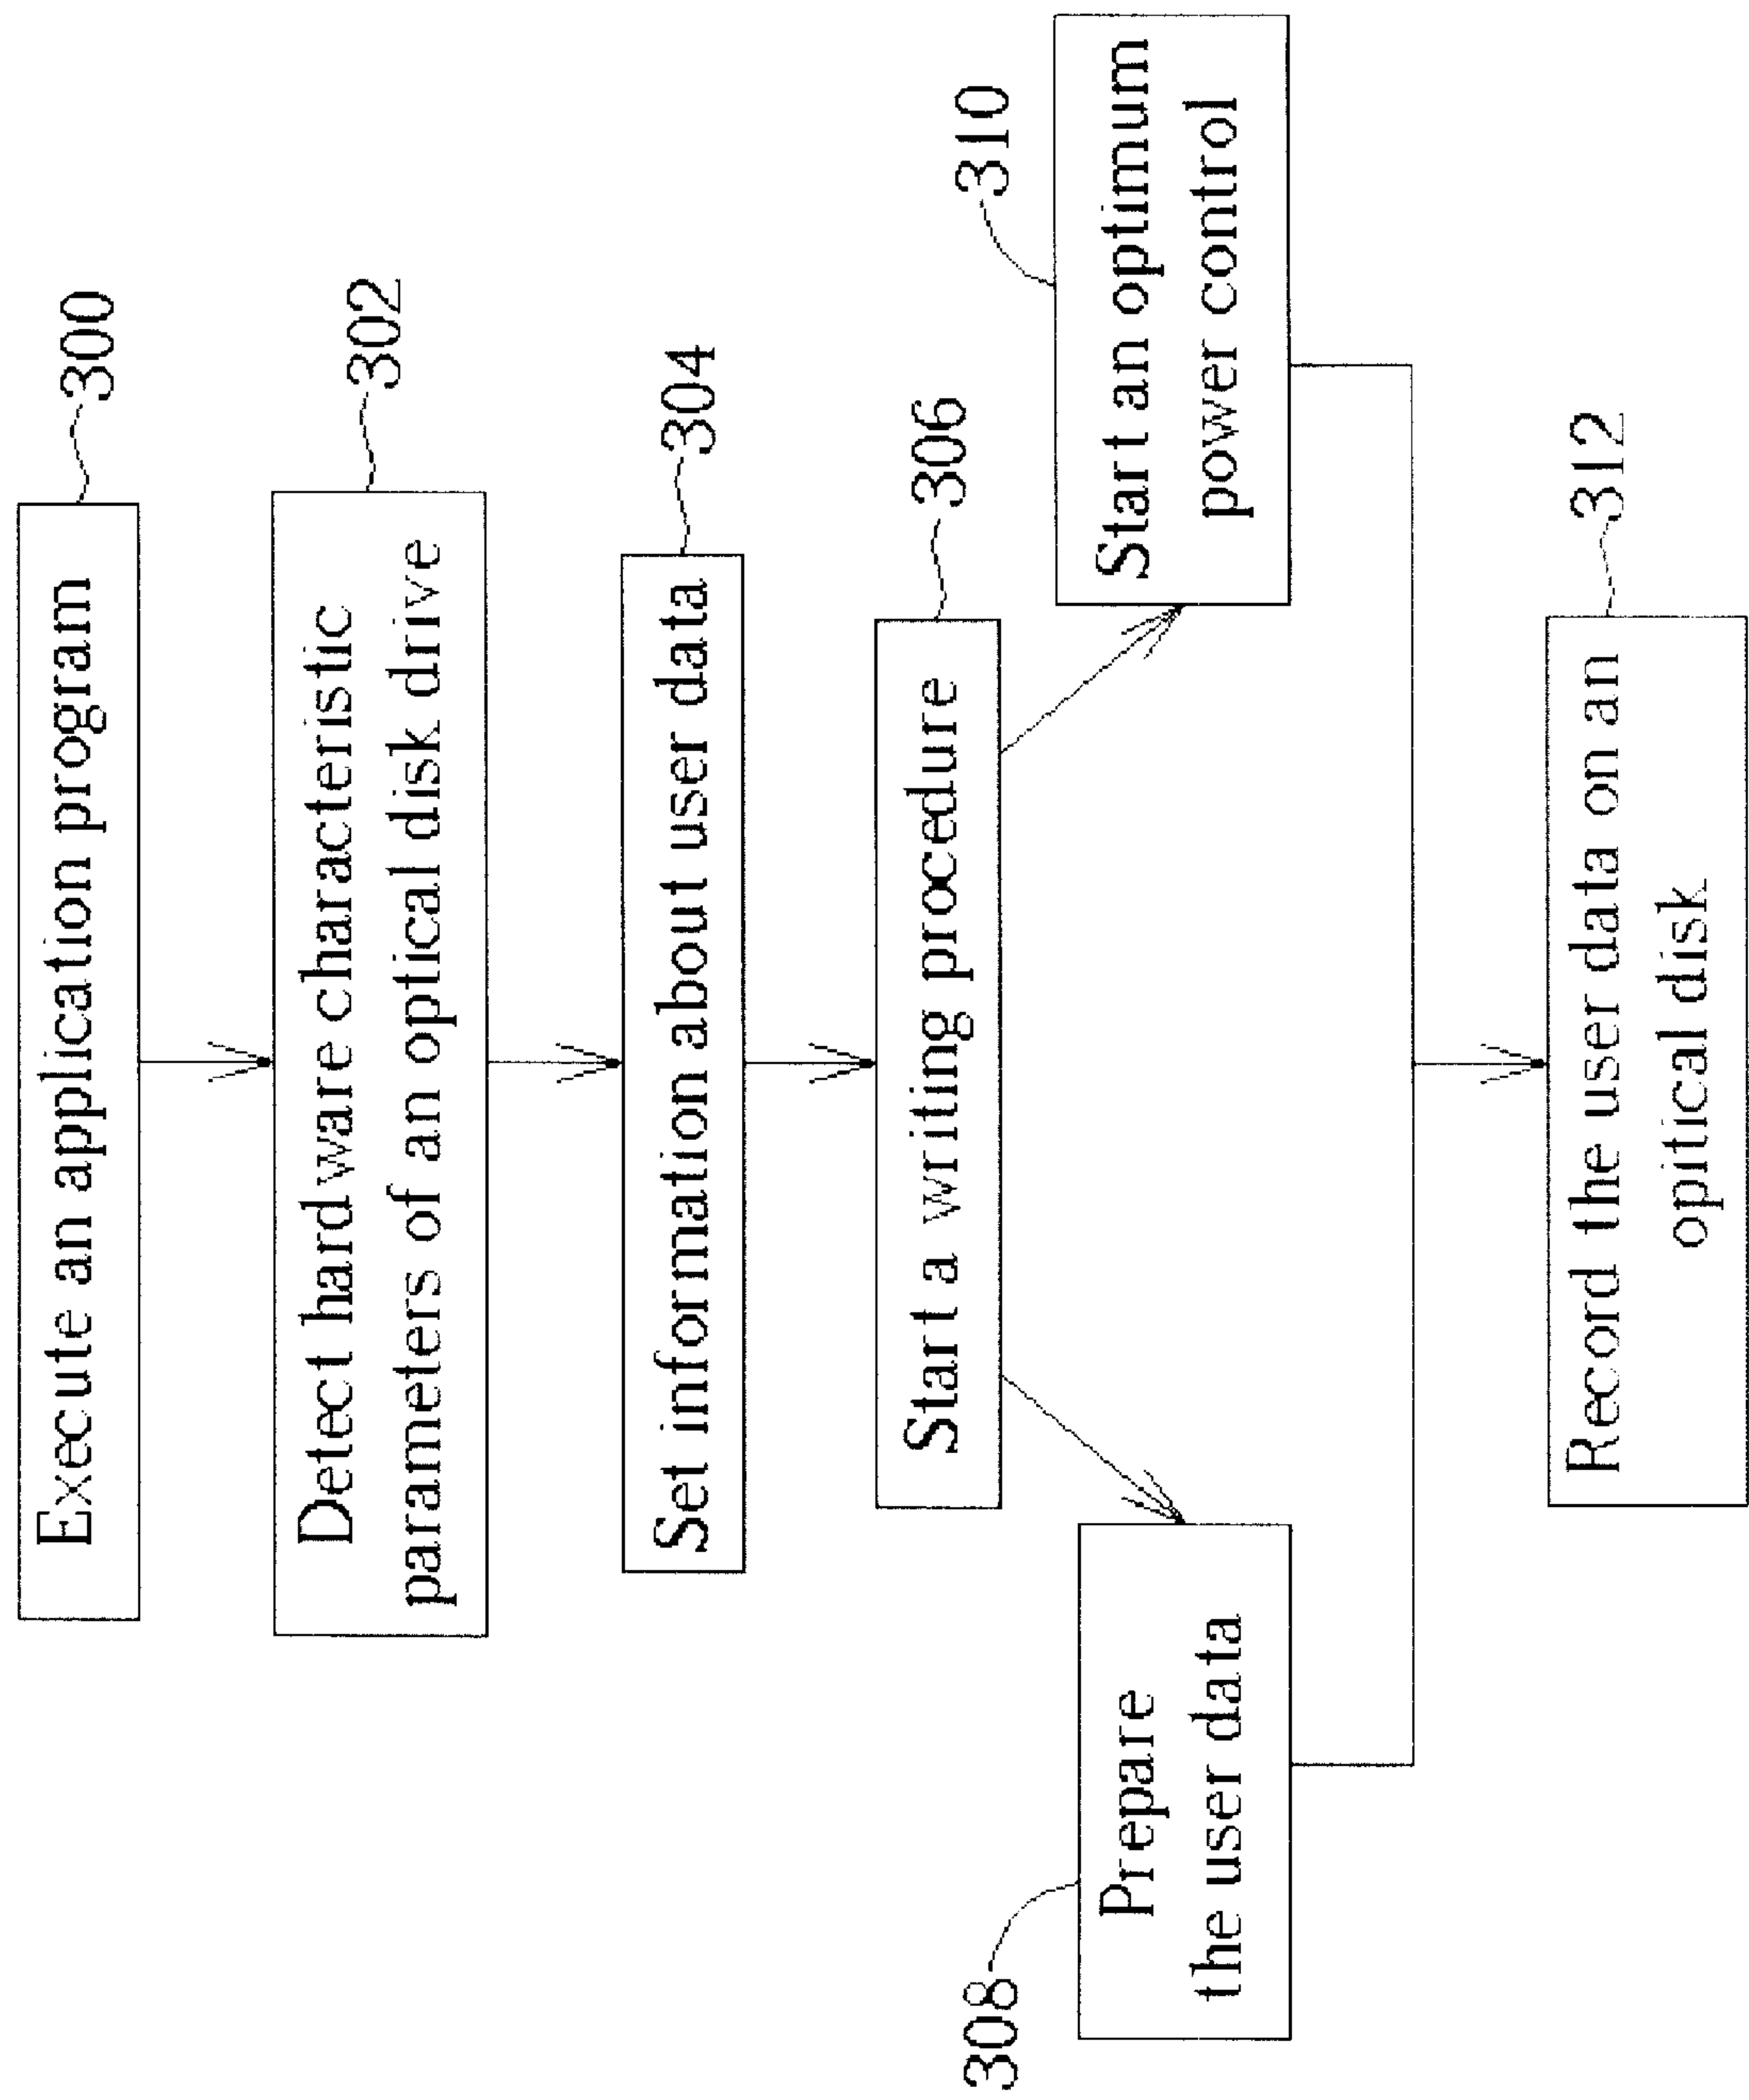 Execute an application program
300
Detect hardware characteristic
parameters of an optical disk drive
302
Set information about user data
304
Start a writing procedure
306
308
Prepare
the user data
310
Start an optimum
power control
Record the user data on an
opitical disk
312